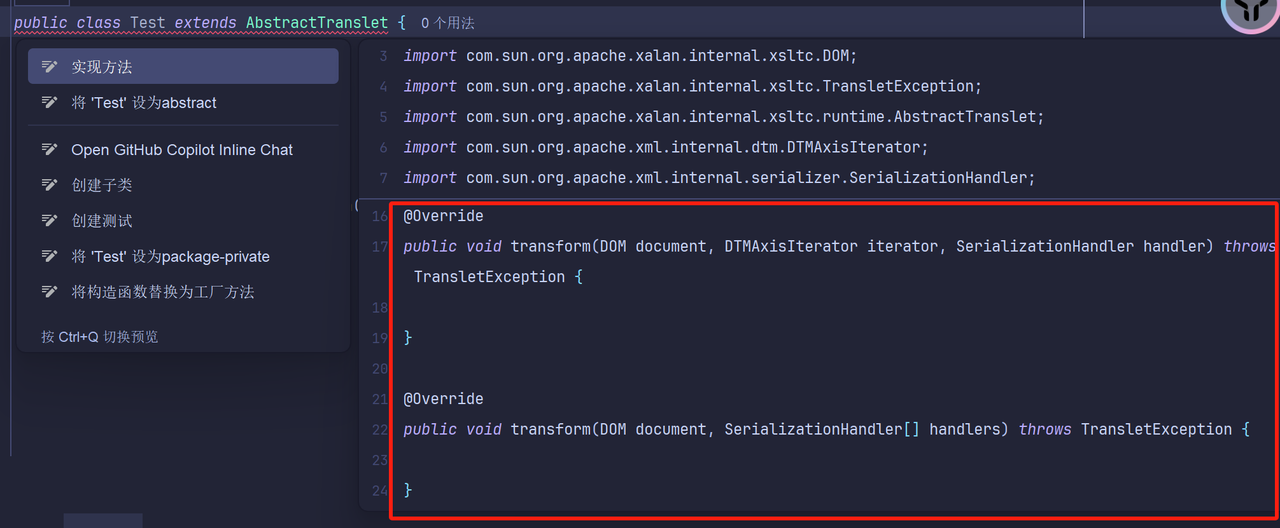 public class Test extends AbstractTranslet { 0 个用法
实现方法
将 'Test' 设为abstract
Open GitHub Copilot Inline Chat
创建子类
创建测试
将 'Test' 设为package-private
将构造函数替换为工厂方法
按 Ctrl+Q 切换预览
3 import com.sun.org.apache.xalan.internal.xsltc.DOM;
4 import com.sun.org.apache.xalan.internal.xsltc.TransletException;
5 import com.sun.org.apache.xalan.internal.xsltc.runtime.AbstractTranslet;
6 import com.sun.org.apache.xml.internal.dtm.DTMAxisIterator;
7 import com.sun.org.apache.xml.internal.serializer.SerializationHandler;
16 @Override
17 public void transform(DOM document, DTMAxisIterator iterator, SerializationHandler handler) throws
TransletException {
18
19 }
20
21 @Override
22 public void transform(DOM document, SerializationHandler[] handlers) throws TransletException {
23
24 }